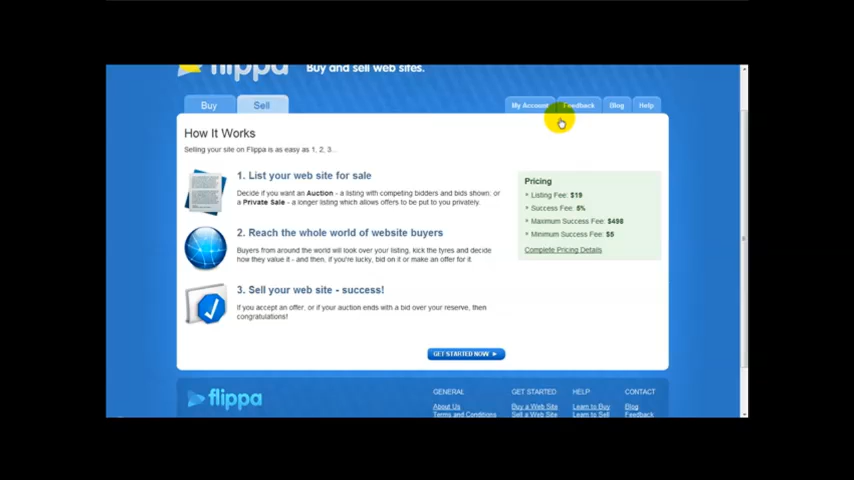 flippa
Buy and sell web sites.
Buy
Sell
My Account
Feedback
Blog
Help
How It Works
Selling your site on Flippa is as easy as 1, 2, 3...
1. List your web site for sale
Decide if you want an Auction - a listing with competing bidders and bids shown; or
a Private Sale - a longer listing which allows offers to be put to you privately.
2. Reach the whole world of website buyers
Buyers from around the world will look over your listing, kick the tyres and decide
how they value it - and then, if you're lucky, bid on it or make an offer for it.
3. Sell your web site - success!
If you accept an offer, or if your auction ends with a bid over your reserve, then
congratulations!
Pricing
Listing Fee: $19
Success Fee: 5%
Maximum Success Fee: $498
Minimum Success Fee: $5
Complete Pricing Details
GET STARTED NOW
flippa
GENERAL
About Us
Terms and Conditions
GET STARTED
Buy a Web Site
Sell a Web Site
HELP
Learn to Buy
Learn to Sell
CONTACT
Blog
Feedback